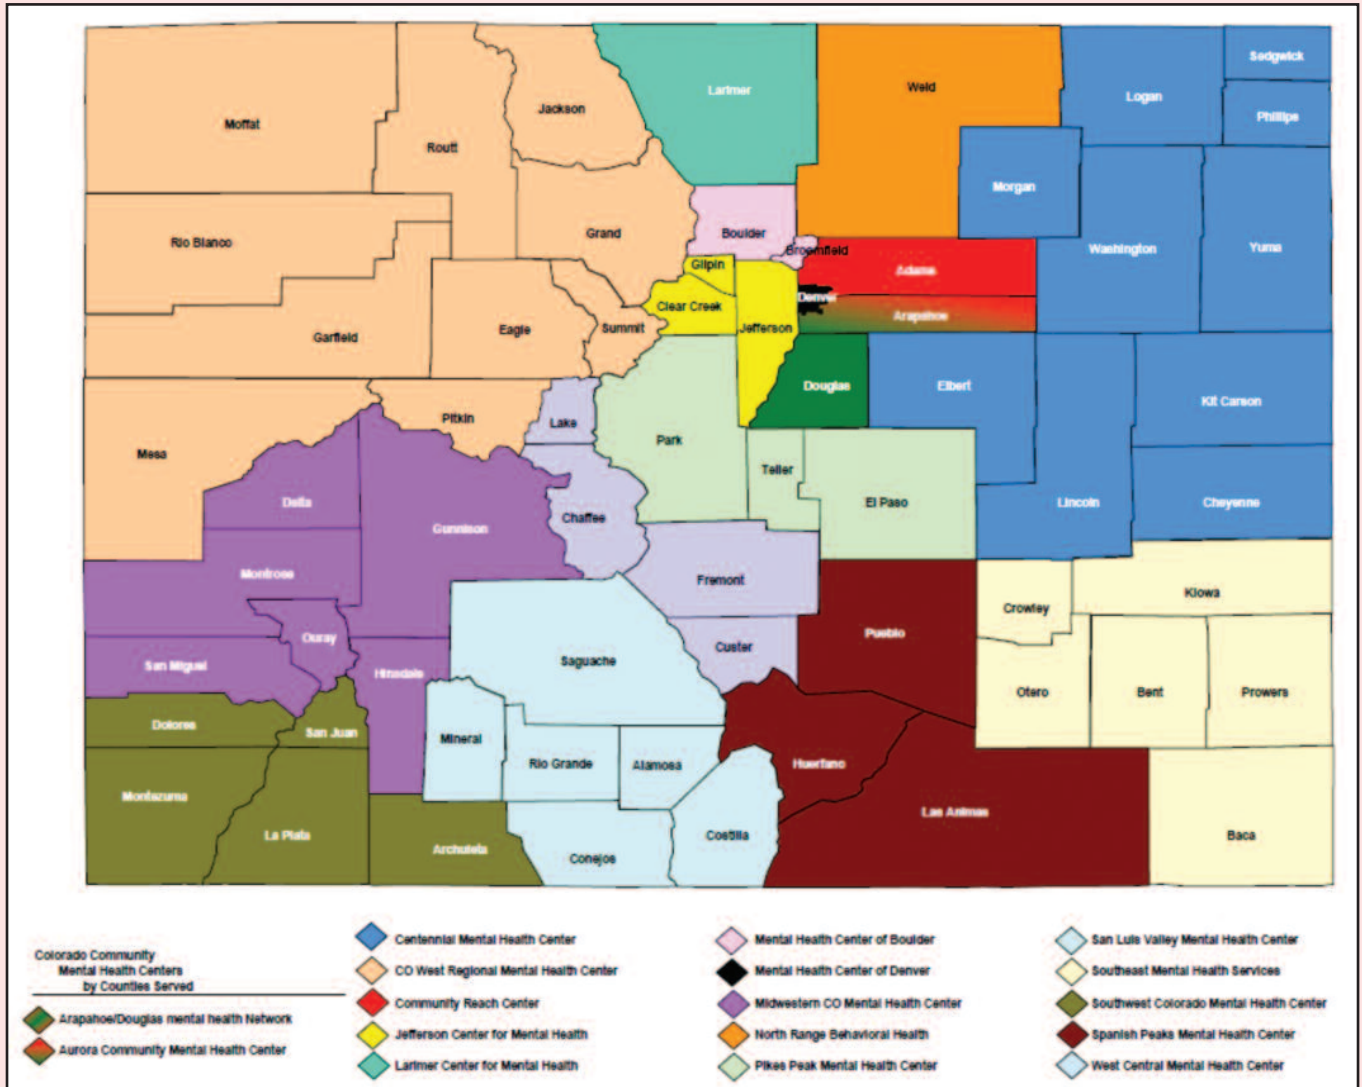 Larimer
Weld
Sedgwick
Logan
Phillips
Jackson
Moffat
Routt
Morgan
Grand
Boulder
Rio Blanco
Broomfield
Washington
Yuma
Gilpin
Adams
Denver
Clear Creek
Arapahoe
Garfield
Eagle
Summit
Jefferson
Douglas
Elbert
Kit Carson
Pitkin
Lake
Park
Mesa
Teller
Delta
El Paso
Lincoln
Cheyenne
Gunnison
Chaffee
Montrose
Fremont
Kiowa
Crowley
Ouray
Pueblo
Custer
San Miguel
Hinsdale
Saguache
Otero
Bent
Prowers
Dolores
San Juan
Mineral
Rio Grande
Alamosa
Huerfano
Montezuma
Las Animas
La Plata
Costilla
Baca
Archuleta
Conejos
Colorado Community
Mental Health Centers
by Counties Served
Arapahoe/Douglas mental health Network
Aurora Community Mental Health Center
Centennial Mental Health Center
CO West Regional Mental Health Center
Community Reach Center
Jefferson Center for Mental Health
Larimer Center for Mental Health
Mental Health Center of Boulder
Mental Health Center of Denver
Midwestern CO Mental Health Center
North Range Behavioral Health
Pikes Peak Mental Health Center
San Luis Valley Mental Health Center
Southeast Mental Health Services
Southwest Colorado Mental Health Center
Spanish Peaks Mental Health Center
West Central Mental Health Center